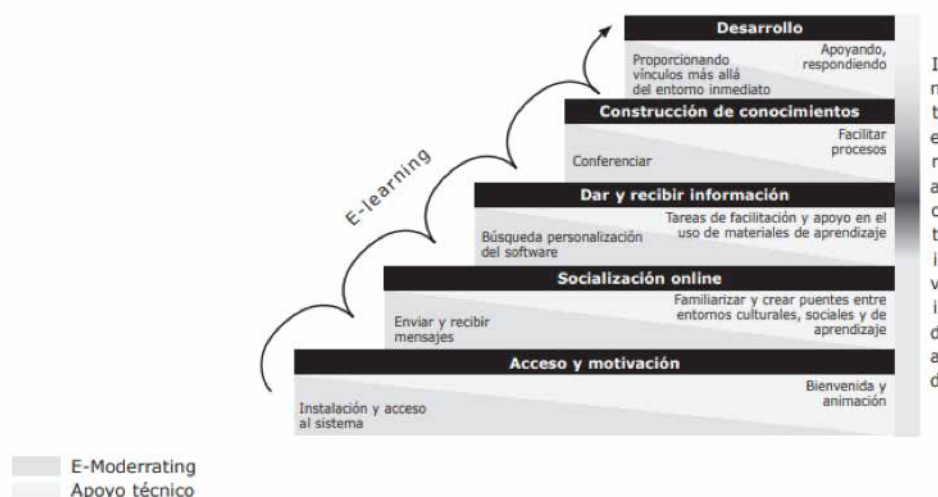 Desarrollo
Apoyando,
respondiendo
Proporcionando
vínculos más allá
del entorno inmediato
Construcción de conocimientos
Facilitar
procesos
Conferenciar
E-learning
Dar y recibir información
Tareas de facilitación y apoyo en el
uso de materiales de aprendizaje
Búsqueda personalización
del software
Socialización online
Familiarizar y crear puentes entre
entornos culturales, sociales y de
aprendizaje
Enviar y recibir
mensajes
Acceso y motivación
Bienvenida y
animación
Instalación y acceso
al sistema
E-Moderrating
Apoyo técnico